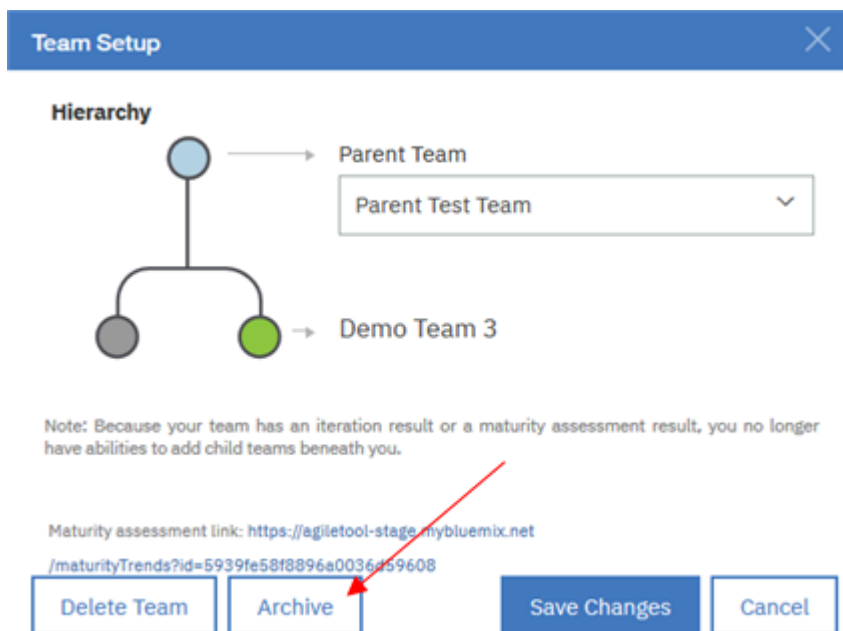 Team Setup
Hierarchy
Parent Team
Parent Test Team
Demo Team 3
Note: Because your team has an iteration result or a maturity assessment result, you no longer
have abilities to add child teams beneath you.
Maturity assessment link: https://agiletool-stage.mybluemix.net
/maturityTrends?id=5939fe58f8896a0036d59608
Delete Team
Archive
Save Changes
Cancel